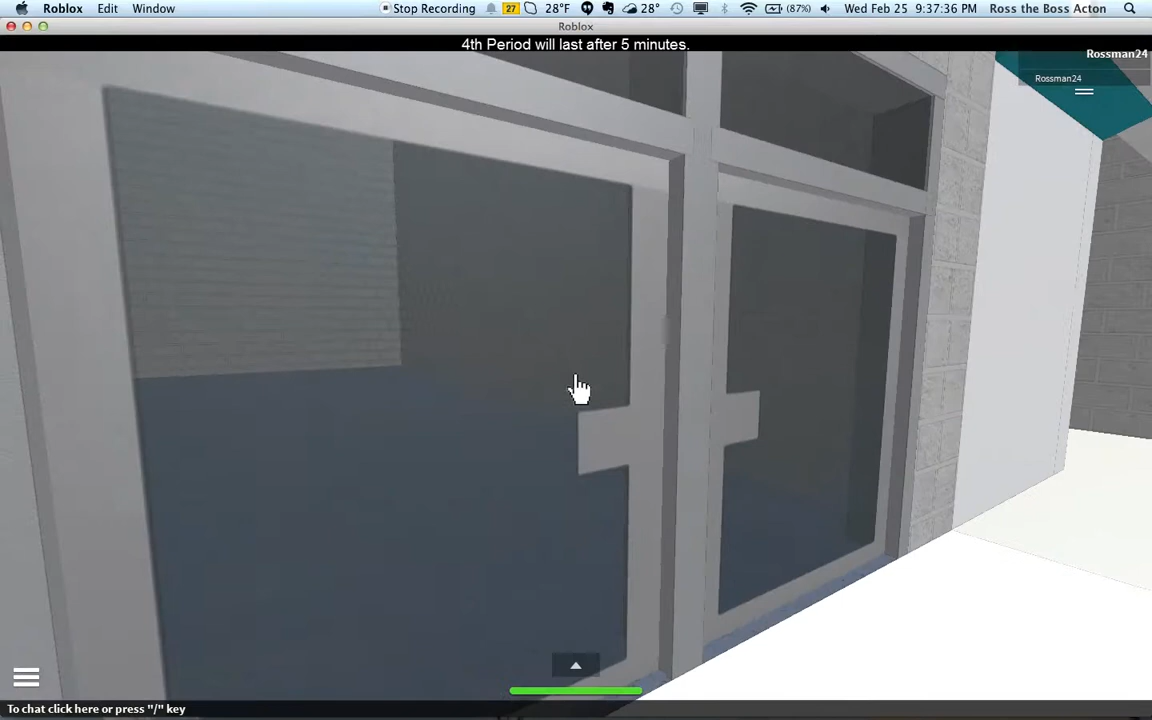 Roblox Edit Window Stop Recording 27 28°F 28° (87%) Wed Feb 25 9:37:36 PM Ross the Boss Acton
Roblox
4th Period will last after 5 minutes.
Rossman24
Rossman24
To chat click here or press "/" key